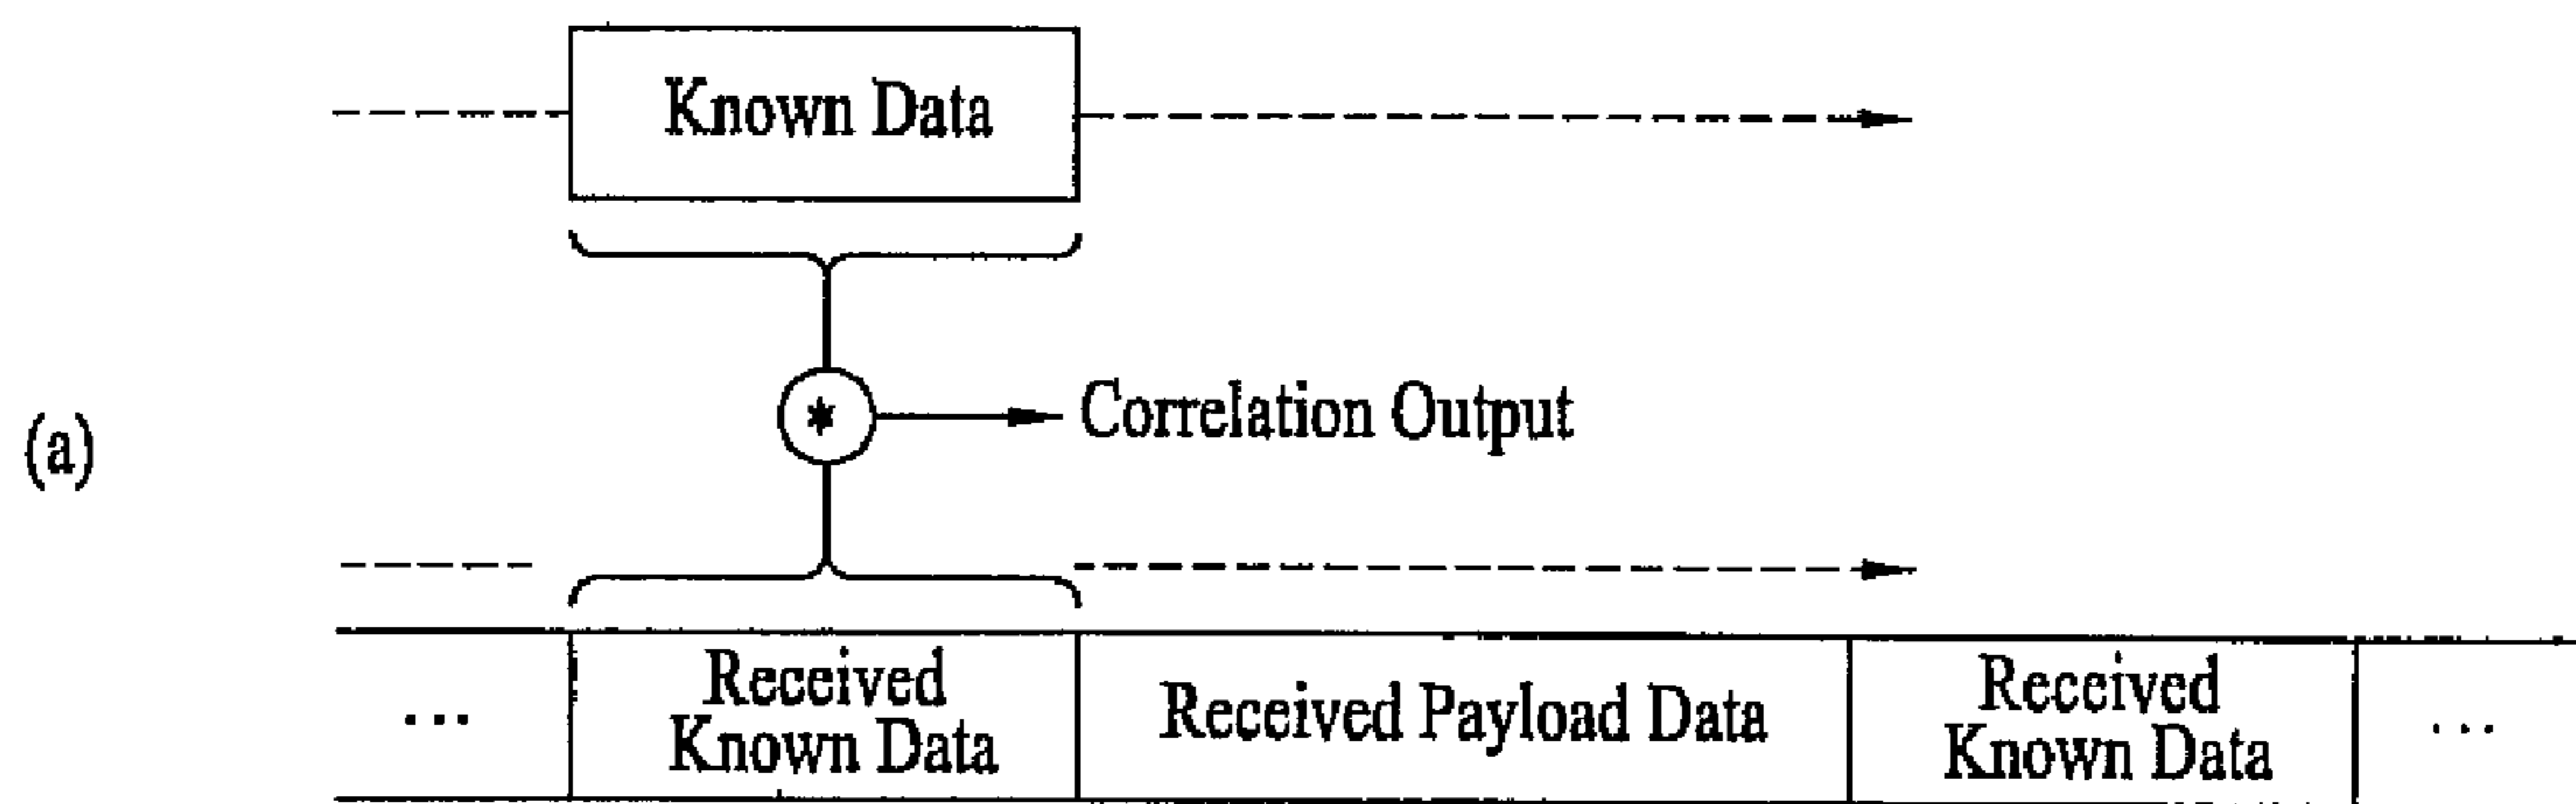 Known Data
*
Correlation Output
(a)
...
Received
Known Data
Received Payload Data
Received
Known Data
...